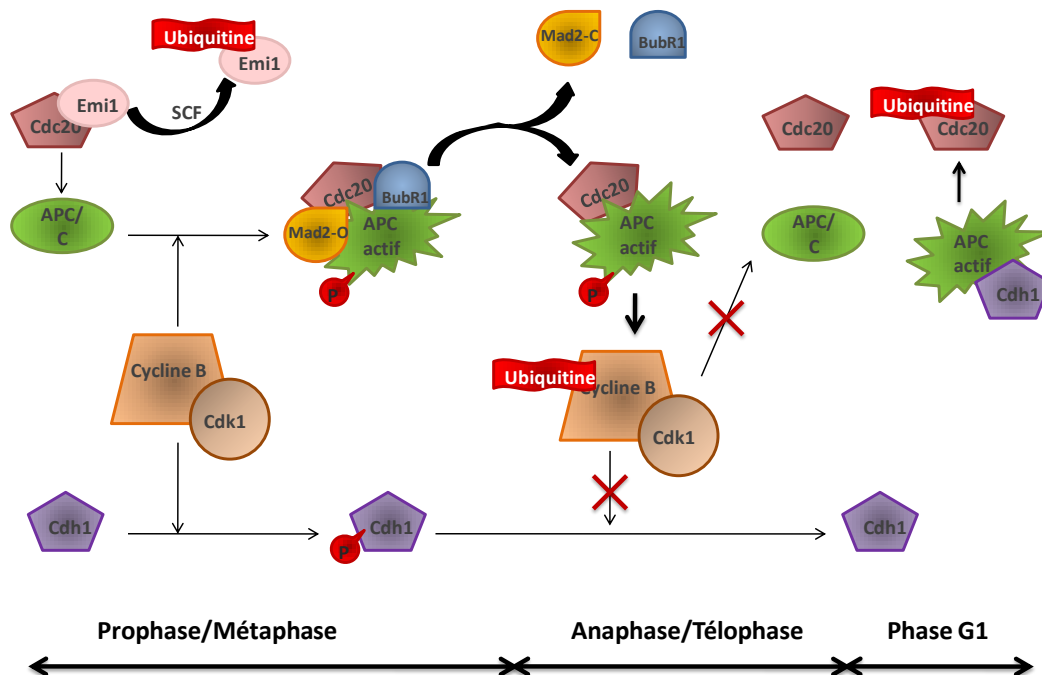 Ubiquitine
Emi1
Emi1
SCF
Cdc20
APC/
C
Mad2-C
BubR1
Cdc20
BubR1
Mad2-O
APC
actif
P
Cdc20
APC
actif
P
Cdc20
Ubiquitine
Cdc20
APC/
C
APC
actif
Cdh1
Cycline B
Cdk1
Ubiquitine
Cycline B
Cdk1
Cdh1
P
Cdh1
Cdh1
Prophase/Métaphase
Anaphase/Télophase
Phase G1